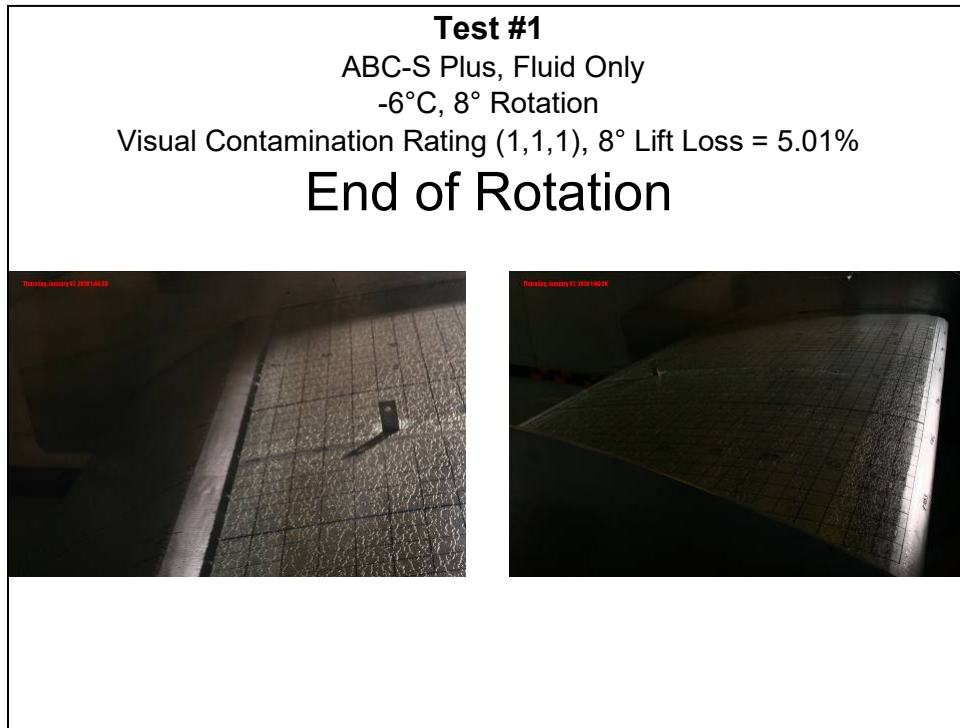 Test #1
ABC-S Plus, Fluid Only
-6°C, 8° Rotation
Visual Contamination Rating (1,1,1), 8° Lift Loss = 5.01%
End of Rotation